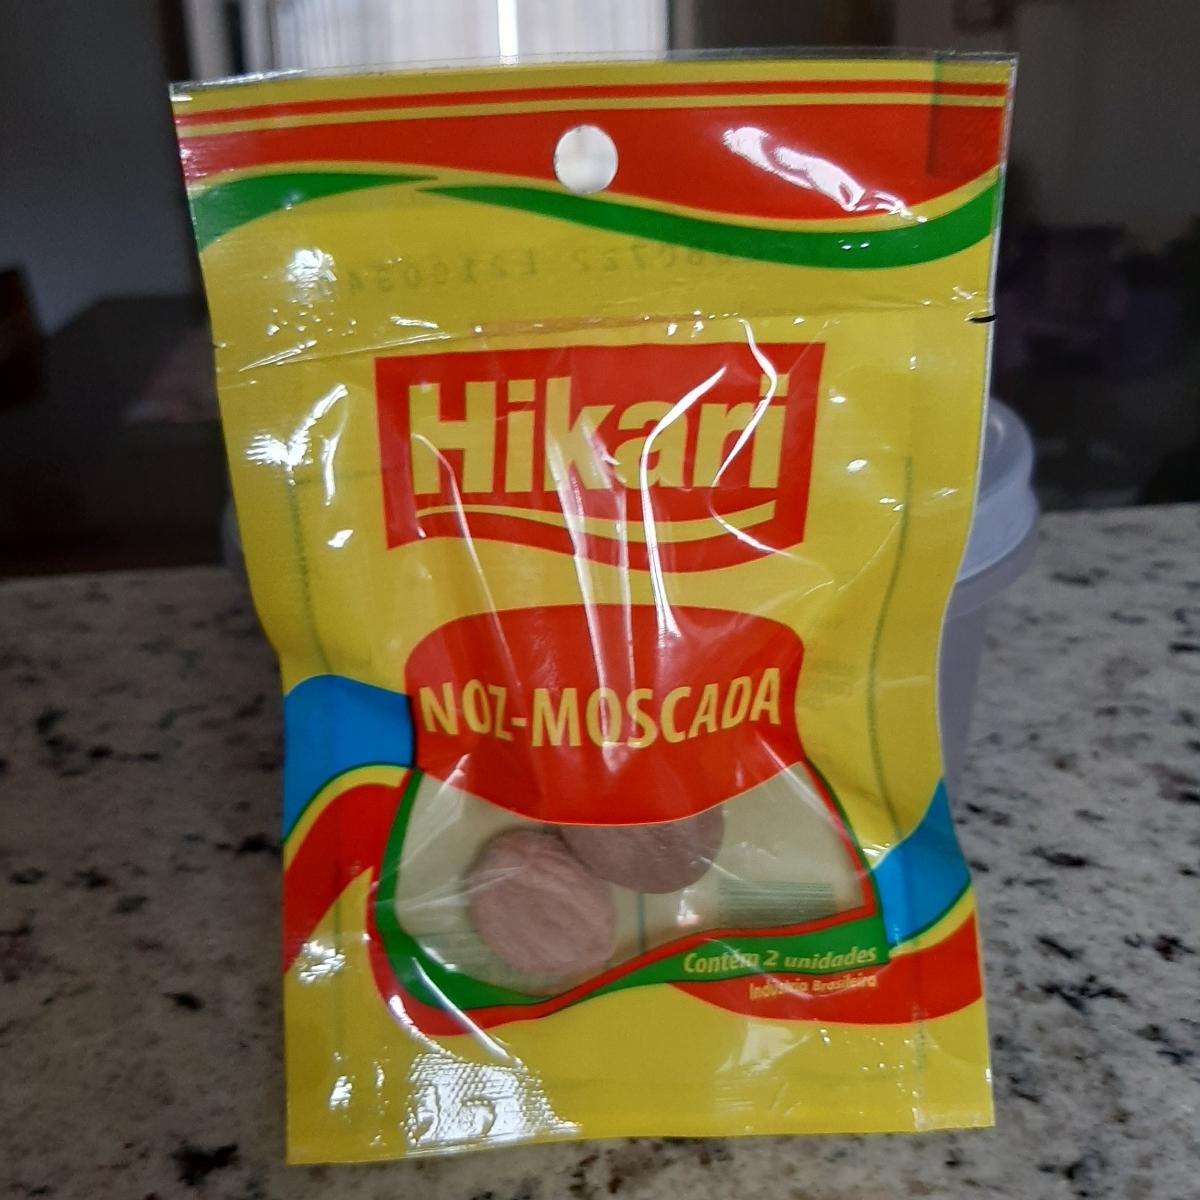 Hikari
NOZ-MOSCADA
Contém 2 unidades
Indústria Brasileira